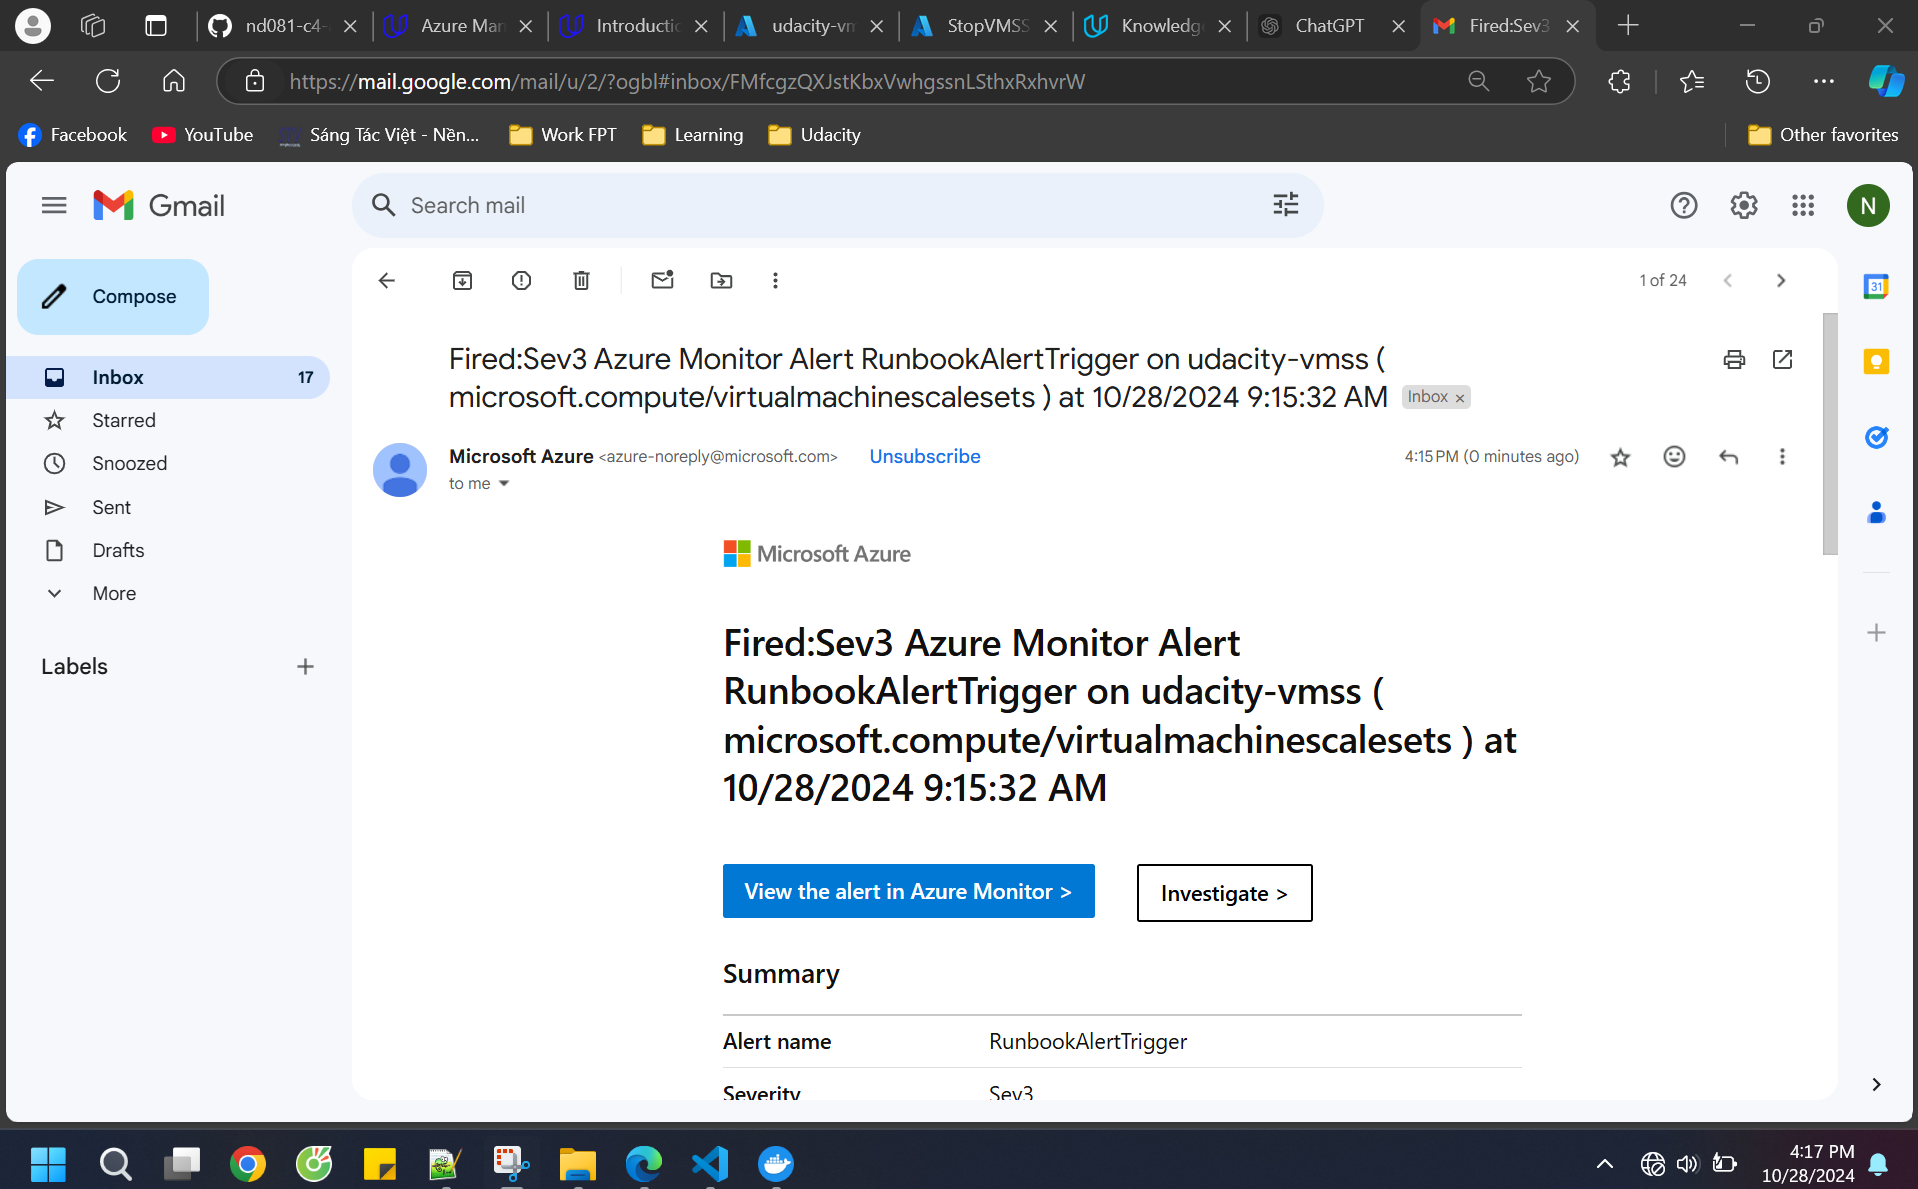 nd081-c4-
Azure Man
Introductio
udacity-vm
StopVMSS
Knowledge
ChatGPT
Fired:Sev3
https://mail.google.com/mail/u/2/?ogbl#inbox/FMfcgzQXJstKbxVwhgssnLSthxRxhvrW
Facebook
YouTube
Sáng Tác Việt - Nền...
Work FPT
Learning
Udacity
Other favorites
Gmail
Search mail
N
Compose
1 of 24
31
Inbox 17
Starred
Snoozed
Sent
Drafts
More
Labels
Fired:Sev3 Azure Monitor Alert RunbookAlertTrigger on udacity-vmss (
microsoft.compute/virtualmachinescalesets ) at 10/28/2024 9:15:32 AM Inbox ×
Microsoft Azure <azure-noreply@microsoft.com> Unsubscribe 4:15 PM (0 minutes ago)
to me
Microsoft Azure
Fired:Sev3 Azure Monitor Alert
RunbookAlertTrigger on udacity-vmss (
microsoft.compute/virtualmachinescalesets ) at
10/28/2024 9:15:32 AM
View the alert in Azure Monitor >
Investigate >
Summary
Alert name RunbookAlertTrigger
Severity Sev3
4:17 PM
10/28/2024